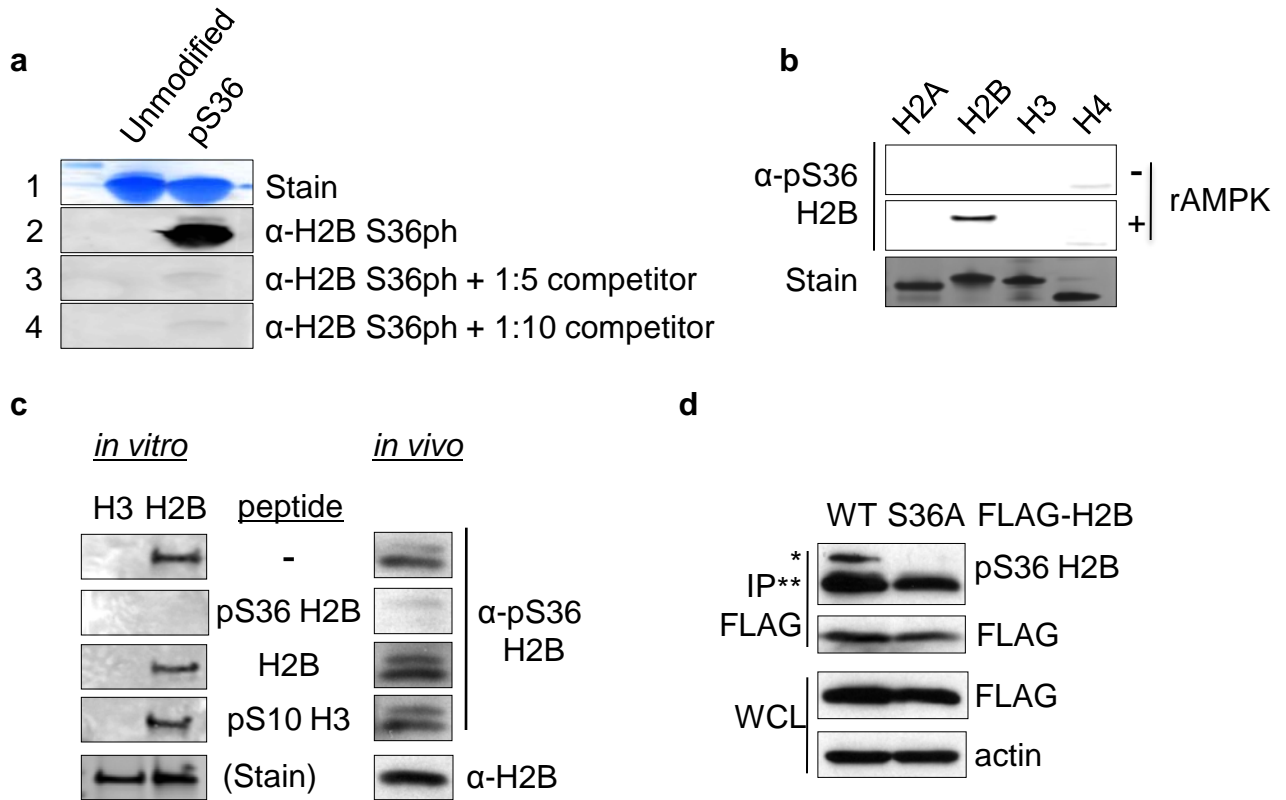 a
Unmodified
pS36
1 Stain
2 α-H2B S36ph
3 α-H2B S36ph + 1:5 competitor
4 α-H2B S36ph + 1:10 competitor
b
H2A H2B H3 H4
α-pS36
H2B
-
+
rAMPK
Stain
c
in vitro in vivo
H3 H2B peptide
-
pS36 H2B
H2B
pS10 H3
(Stain)
α-pS36
H2B
α-H2B
d
WT S36A FLAG-H2B
*
IP**
FLAG
pS36 H2B
FLAG
WCL
FLAG
actin